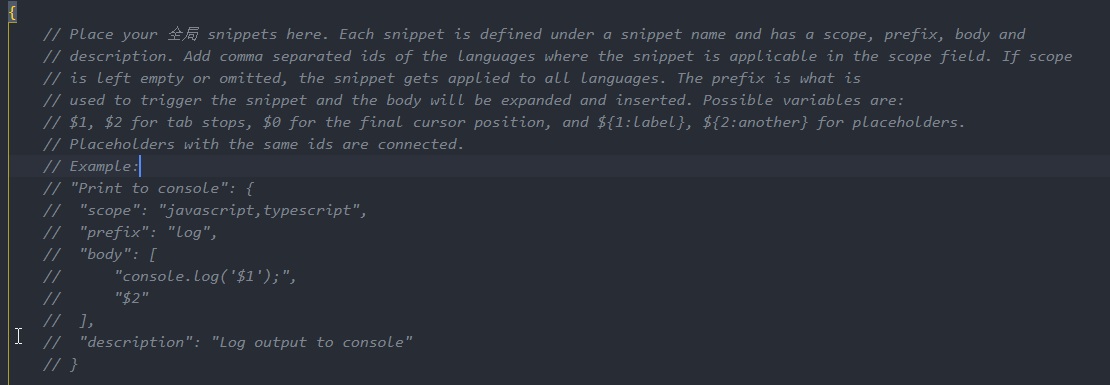 {
// Place your 全局 snippets here. Each snippet is defined under a snippet name and has a scope, prefix, body and
// description. Add comma separated ids of the languages where the snippet is applicable in the scope field. If scope
// is left empty or omitted, the snippet gets applied to all languages. The prefix is what is
// used to trigger the snippet and the body will be expanded and inserted. Possible variables are:
// $1, $2 for tab stops, $0 for the final cursor position, and ${1:label}, ${2:another} for placeholders.
// Placeholders with the same ids are connected.
// Example:
// "Print to console": {
//  "scope": "javascript,typescript",
//  "prefix": "log",
//  "body": [
//      "console.log('$1');",
//      "$2"
//  ],
//  "description": "Log output to console"
// }